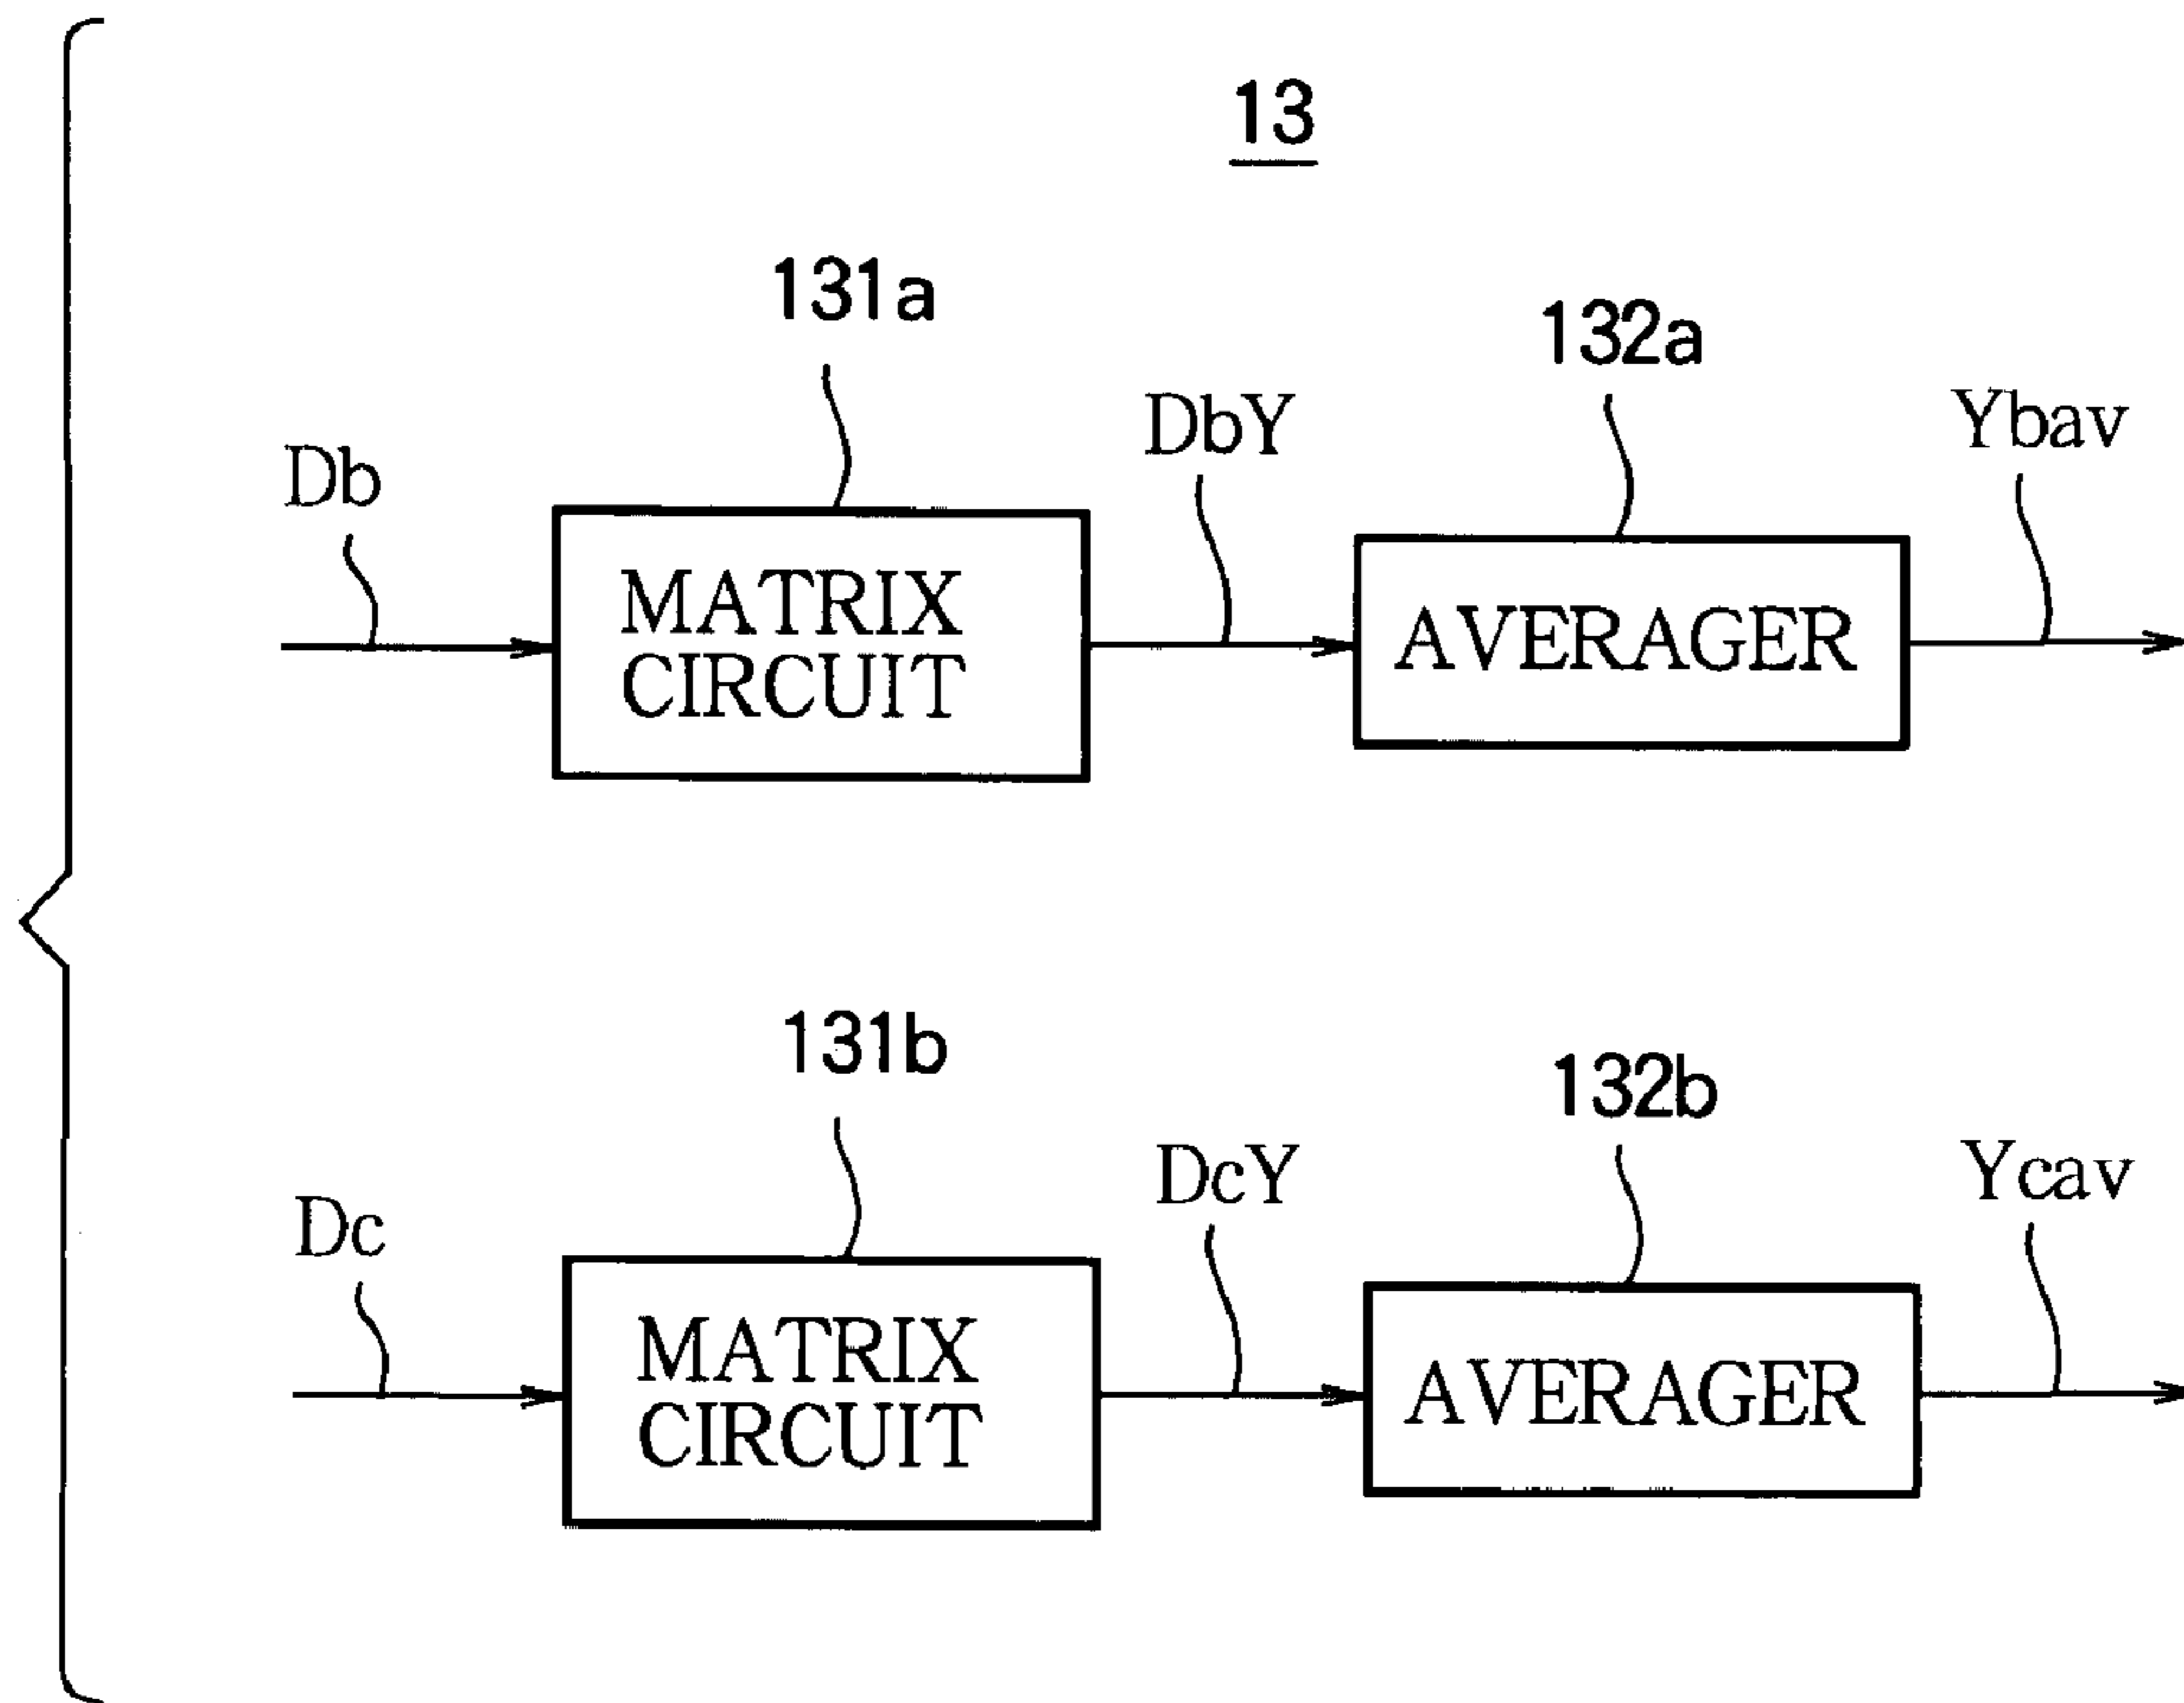 13
131a
132a
Db
DbY
Ybav
MATRIX
CIRCUIT
AVERAGER
131b
132b
Dc
DcY
Ycav
MATRIX
CIRCUIT
AVERAGER